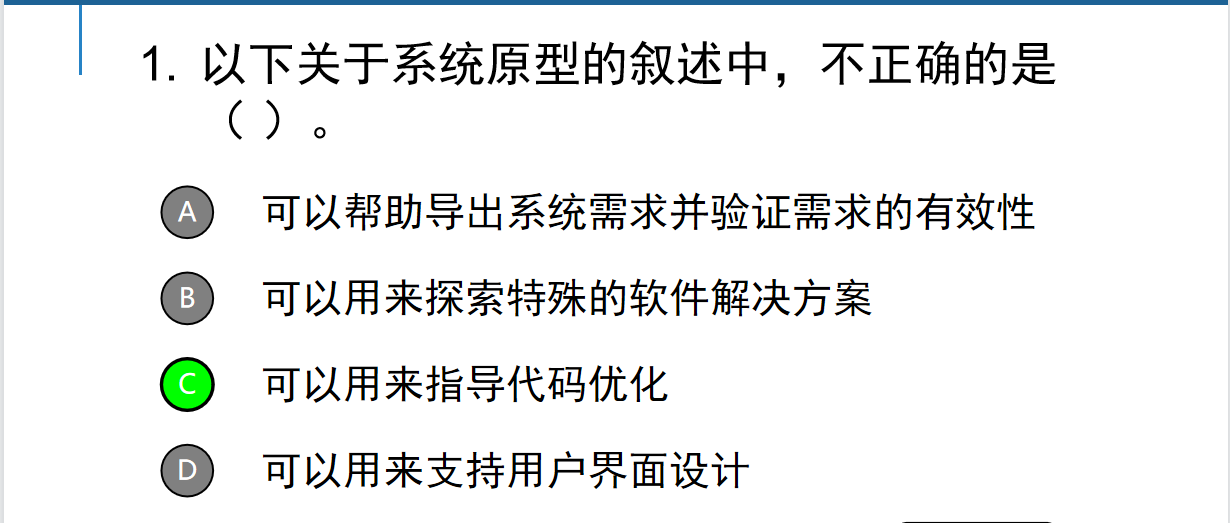 1. 以下关于系统原型的叙述中，不正确的是
（ ）。
A 可以帮助导出系统需求并验证需求的有效性
B 可以用来探索特殊的软件解决方案
C 可以用来指导代码优化
D 可以用来支持用户界面设计